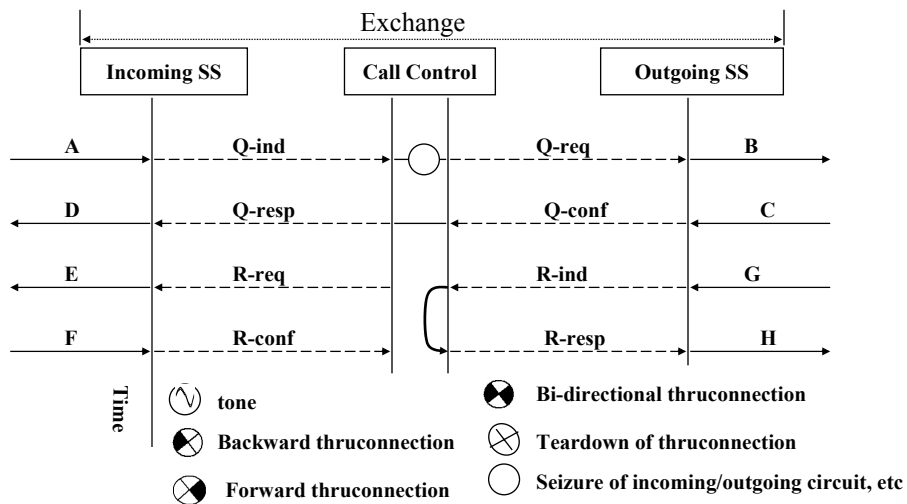 Exchange
Incoming SS Call Control Outgoing SS
A Q-ind Q-req B
D Q-resp Q-conf C
E R-req R-ind G
F R-conf R-resp H
Time
tone Bi-directional thruconnection
Backward thruconnection Teardown of thruconnection
Forward thruconnection Seizure of incoming/outgoing circuit, etc